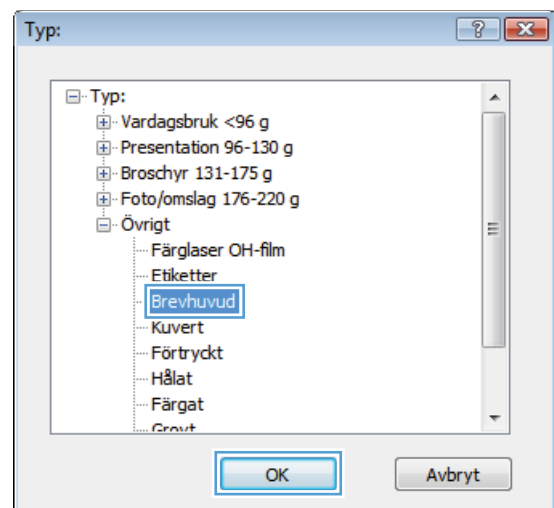 Typ:
Typ:
Vardagsbruk <96 g
Presentation 96-130 g
Broschyr 131-175 g
Foto/omslag 176-220 g
Övrigt
Färglaser OH-film
Etiketter
Brevhuvud
Kuvert
Förtryckt
Hålat
Färgat
Grovt
OK Avbryt